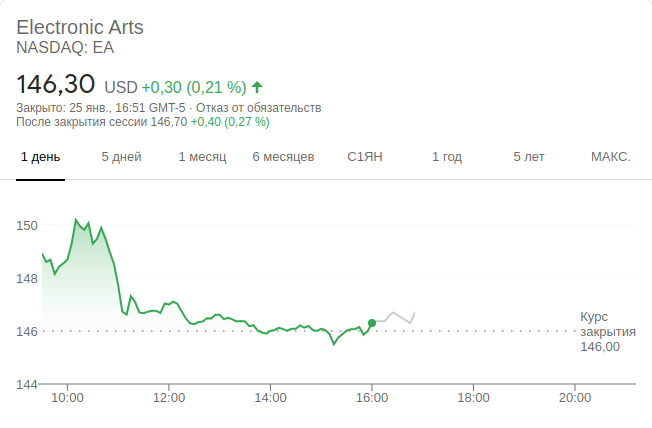 Electronic Arts
NASDAQ: EA
146,30 USD +0,30 (0,21 %)
Закрыто: 25 янв., 16:51 GMT-5 · Отказ от обязательств
После закрытия сессии 146,70 +0,40 (0,27 %)
1 день 5 дней 1 месяц 6 месяцев С1ЯН 1 год 5 лет МАКС.
150
148
146
144
Курс
закрытия
146,00
10:00 12:00 14:00 16:00 18:00 20:00